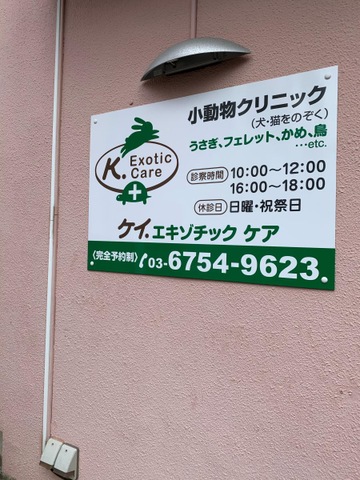 小動物クリニック
（犬・猫をのぞく）
うさぎ、フェレット、かめ、鳥
…etc.
K. Exotic Care
診察時間 10:00～12:00
16:00～18:00
休診日 日曜・祝祭日
ケイ.エキゾチック ケア
〈完全予約制〉 03-6754-9623.